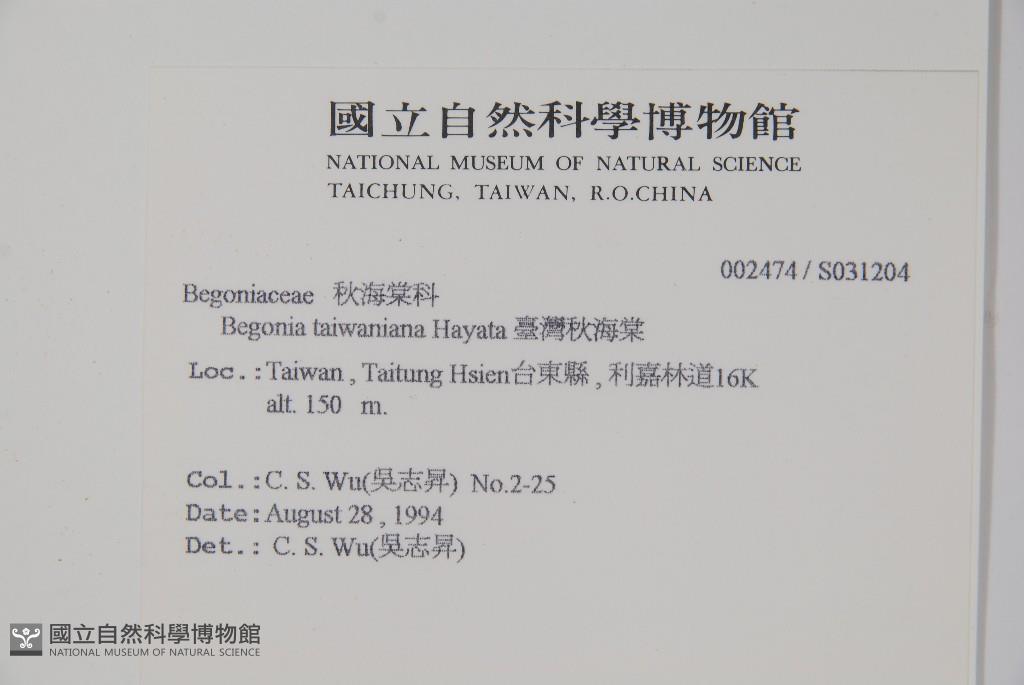 國立自然科學博物館
NATIONAL MUSEUM OF NATURAL SCIENCE
TAICHUNG, TAIWAN, R.O.CHINA
002474 / S031204
Begoniaceae 秋海棠科
Begonia taiwaniana Hayata 臺灣秋海棠
Loc.:Taiwan , Taitung Hsien台東縣 , 利嘉林道16K
alt. 150 m.
Col.:C. S. Wu(吳志昇) No.2-25
Date:August 28 , 1994
Det.: C. S. Wu(吳志昇)
國立自然科學博物館
NATIONAL MUSEUM OF NATURAL SCIENCE